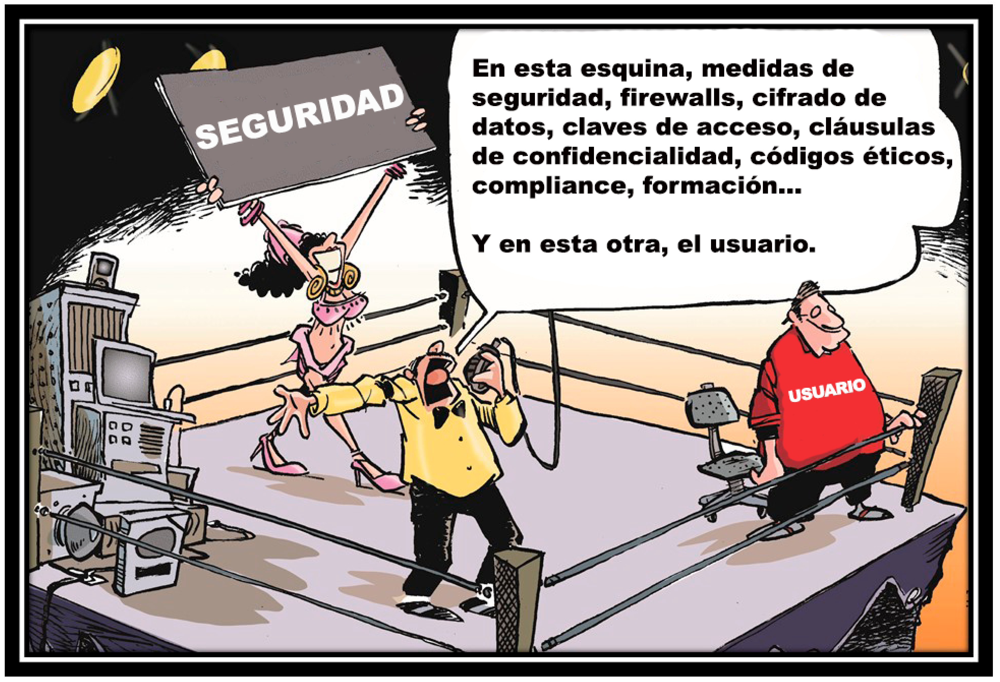 SEGURIDAD
En esta esquina, medidas de
seguridad, firewalls, cifrado de
datos, claves de acceso, cláusulas
de confidencialidad, códigos éticos,
compliance, formación...
Y en esta otra, el usuario.
USUARIO